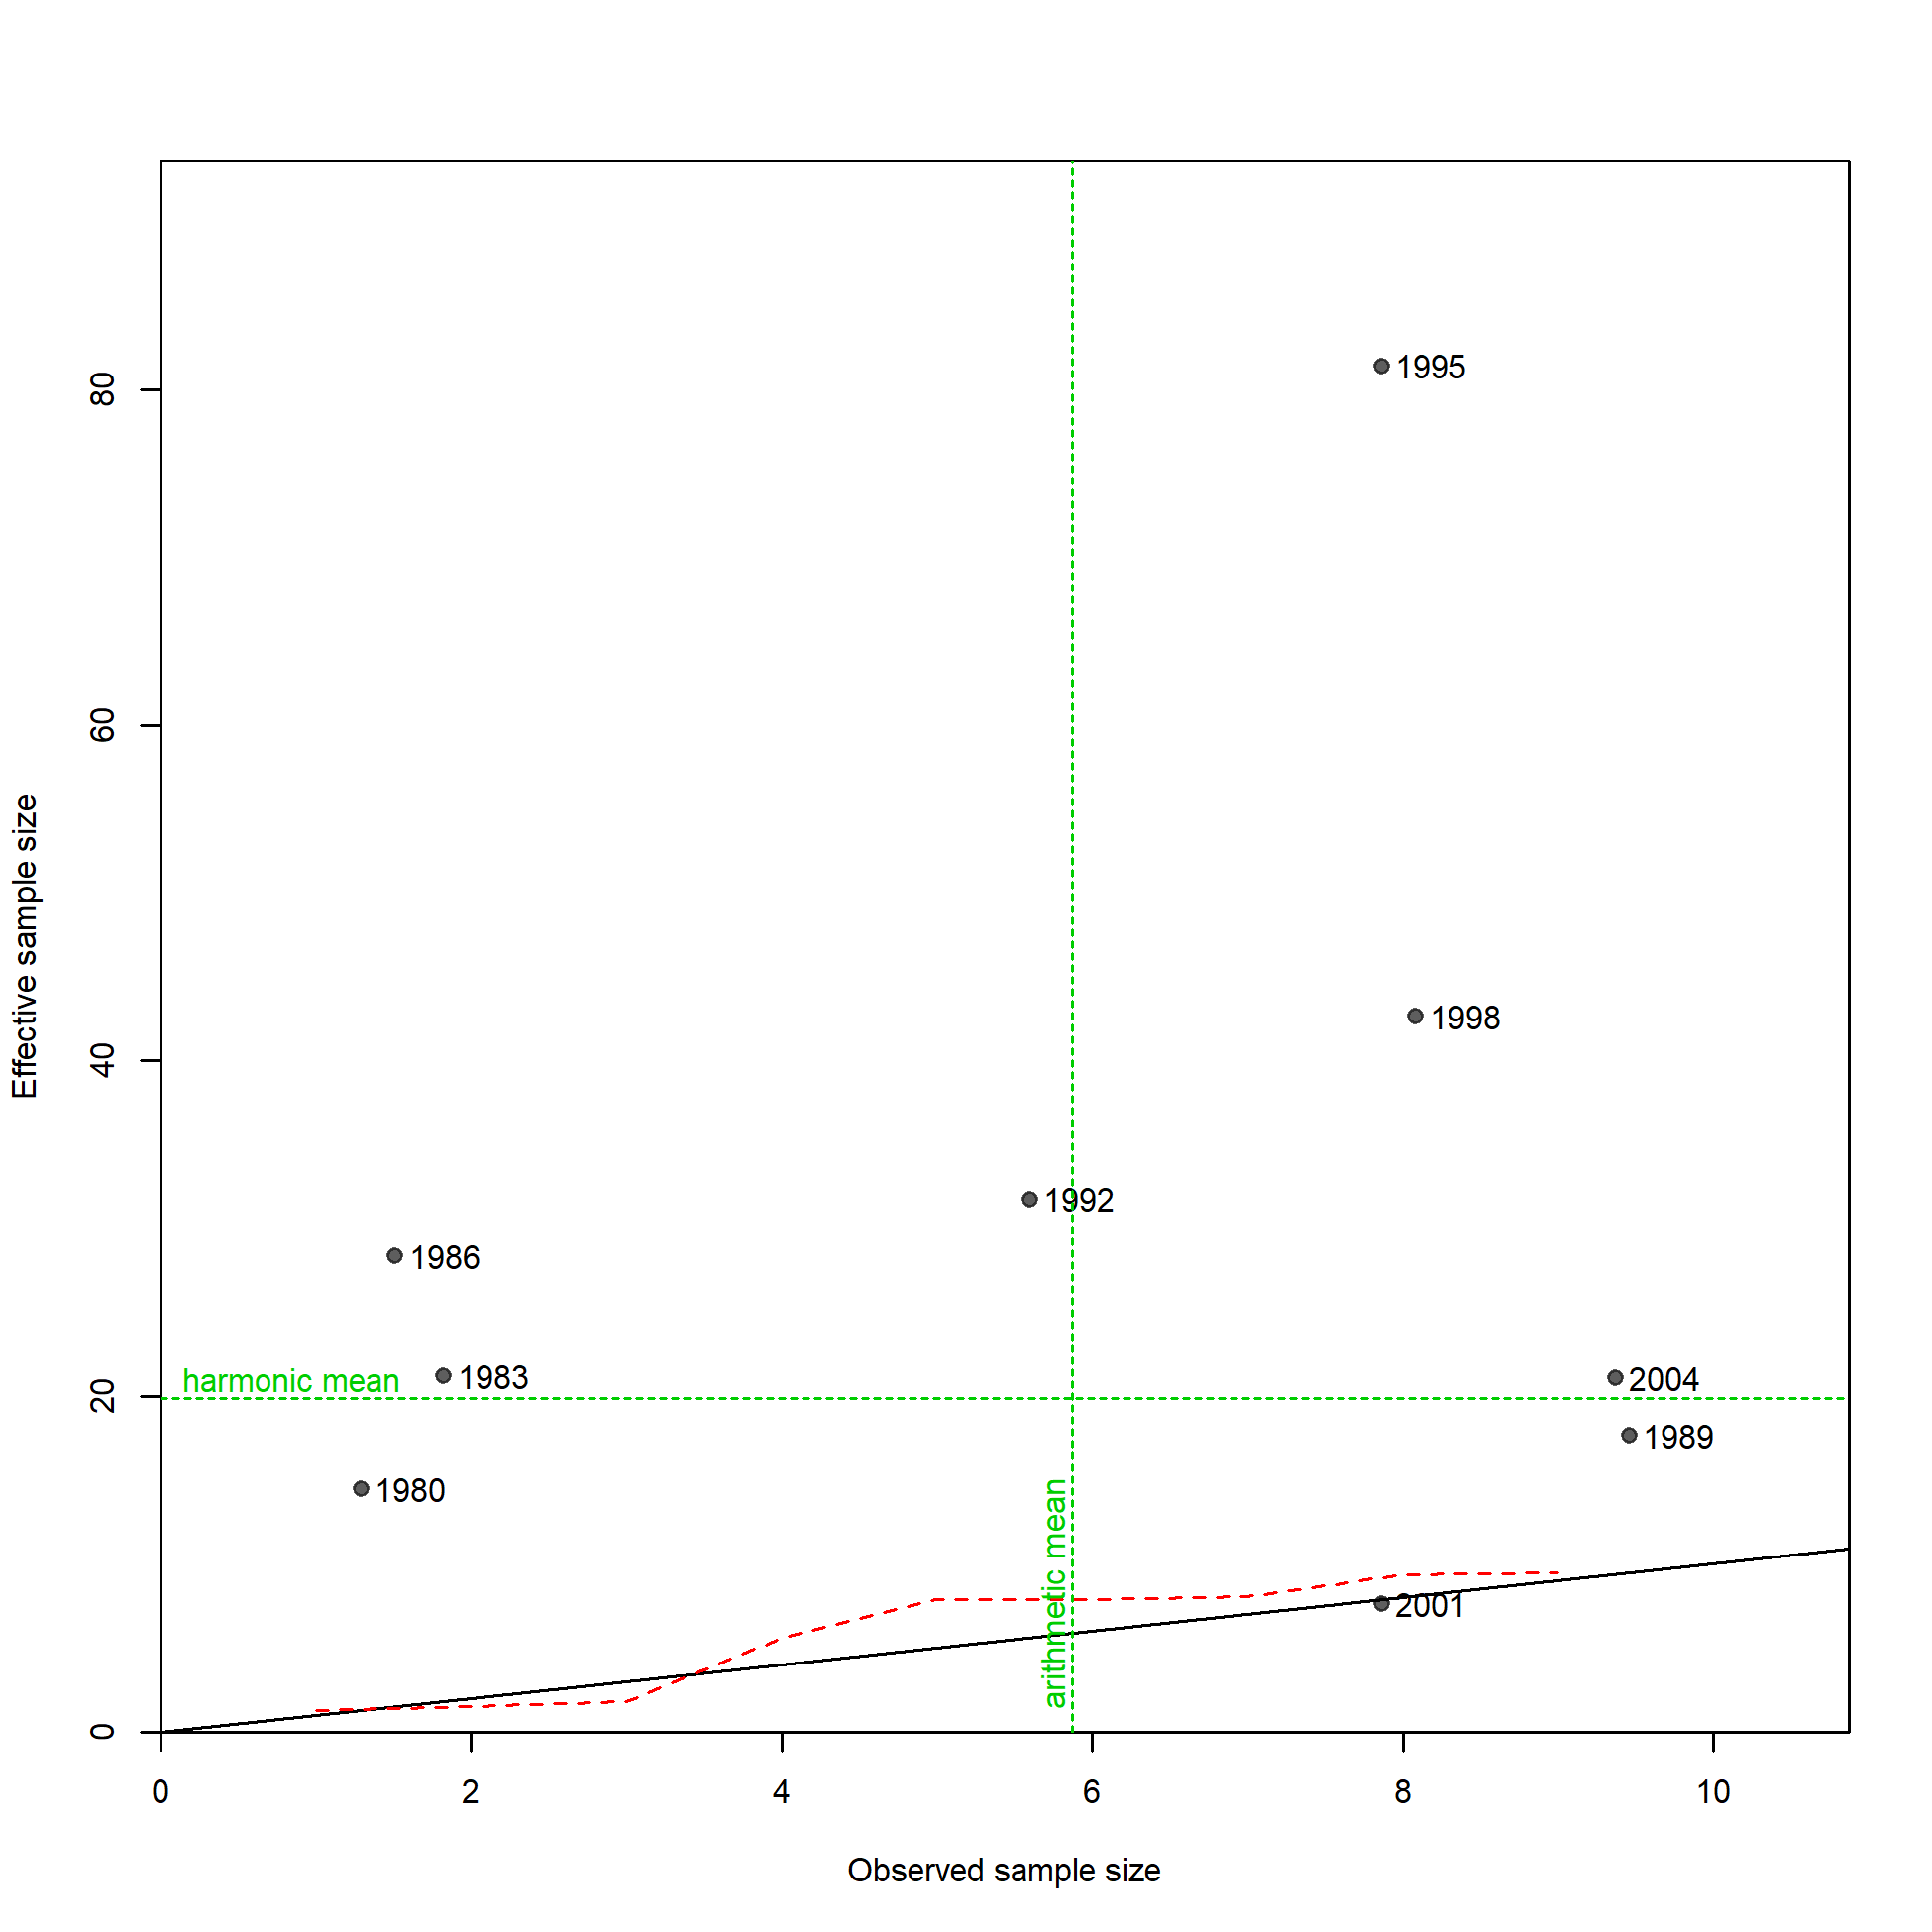 1995
80
60
Effective sample size
1998
40
1992
1986
1983
harmonic mean
2004
20
1989
1980
arithmetic mean
2001
0
0 2 4 6 8 10
Observed sample size